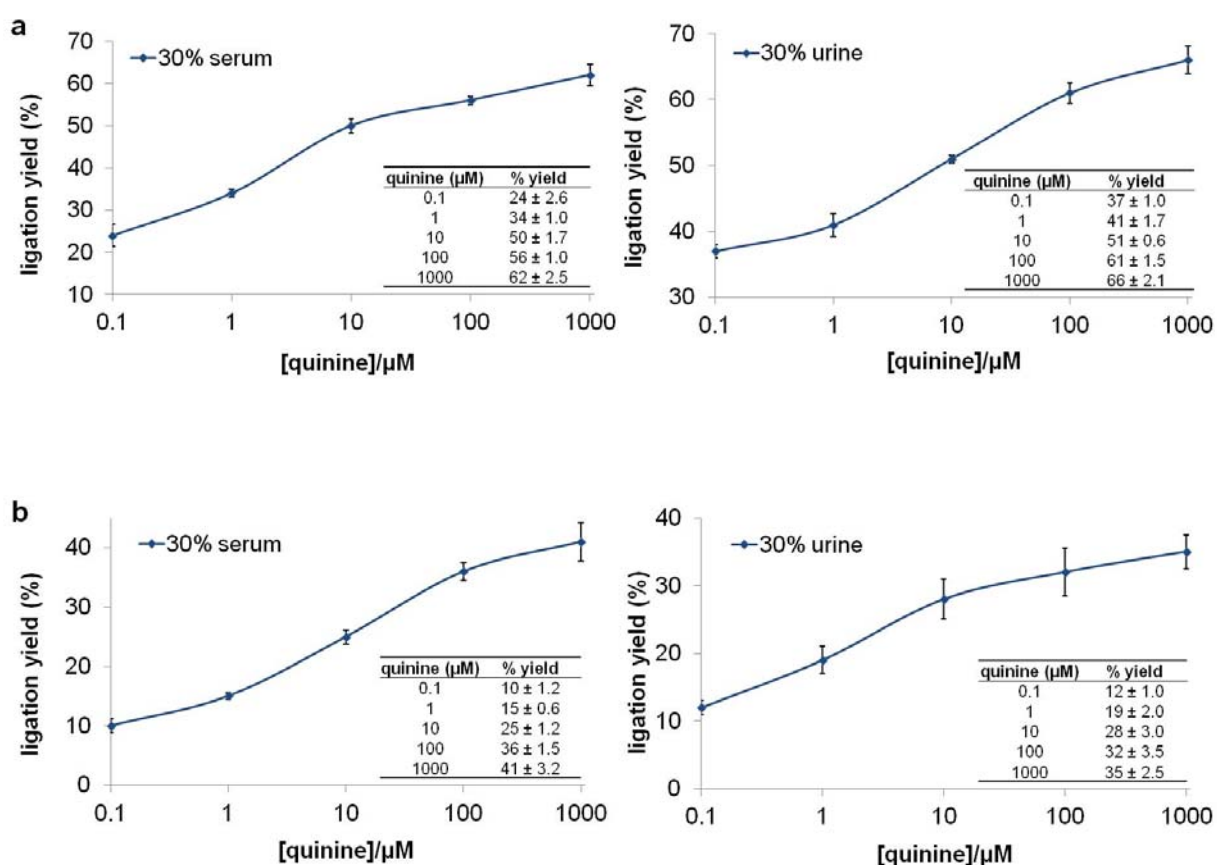 a
30% serum
70
60
50
40
30
20
10
ligation yield (%)
quinine (µM) % yield
0.1 24 ± 2.6
1 34 ± 1.0
10 50 ± 1.7
100 56 ± 1.0
1000 62 ± 2.5
0.1 1 10 100 1000
[quinine]/µM
30% urine
70
60
50
40
30
ligation yield (%)
quinine (µM) % yield
0.1 37 ± 1.0
1 41 ± 1.7
10 51 ± 0.6
100 61 ± 1.5
1000 66 ± 2.1
0.1 1 10 100 1000
[quinine]/µM
b
30% serum
40
30
20
10
0
ligation yield (%)
quinine (µM) % yield
0.1 10 ± 1.2
1 15 ± 0.6
10 25 ± 1.2
100 36 ± 1.5
1000 41 ± 3.2
0.1 1 10 100 1000
[quinine]/µM
30% urine
40
30
20
10
0
ligation yield (%)
quinine (µM) % yield
0.1 12 ± 1.0
1 19 ± 2.0
10 28 ± 3.0
100 32 ± 3.5
1000 35 ± 2.5
0.1 1 10 100 1000
[quinine]/µM